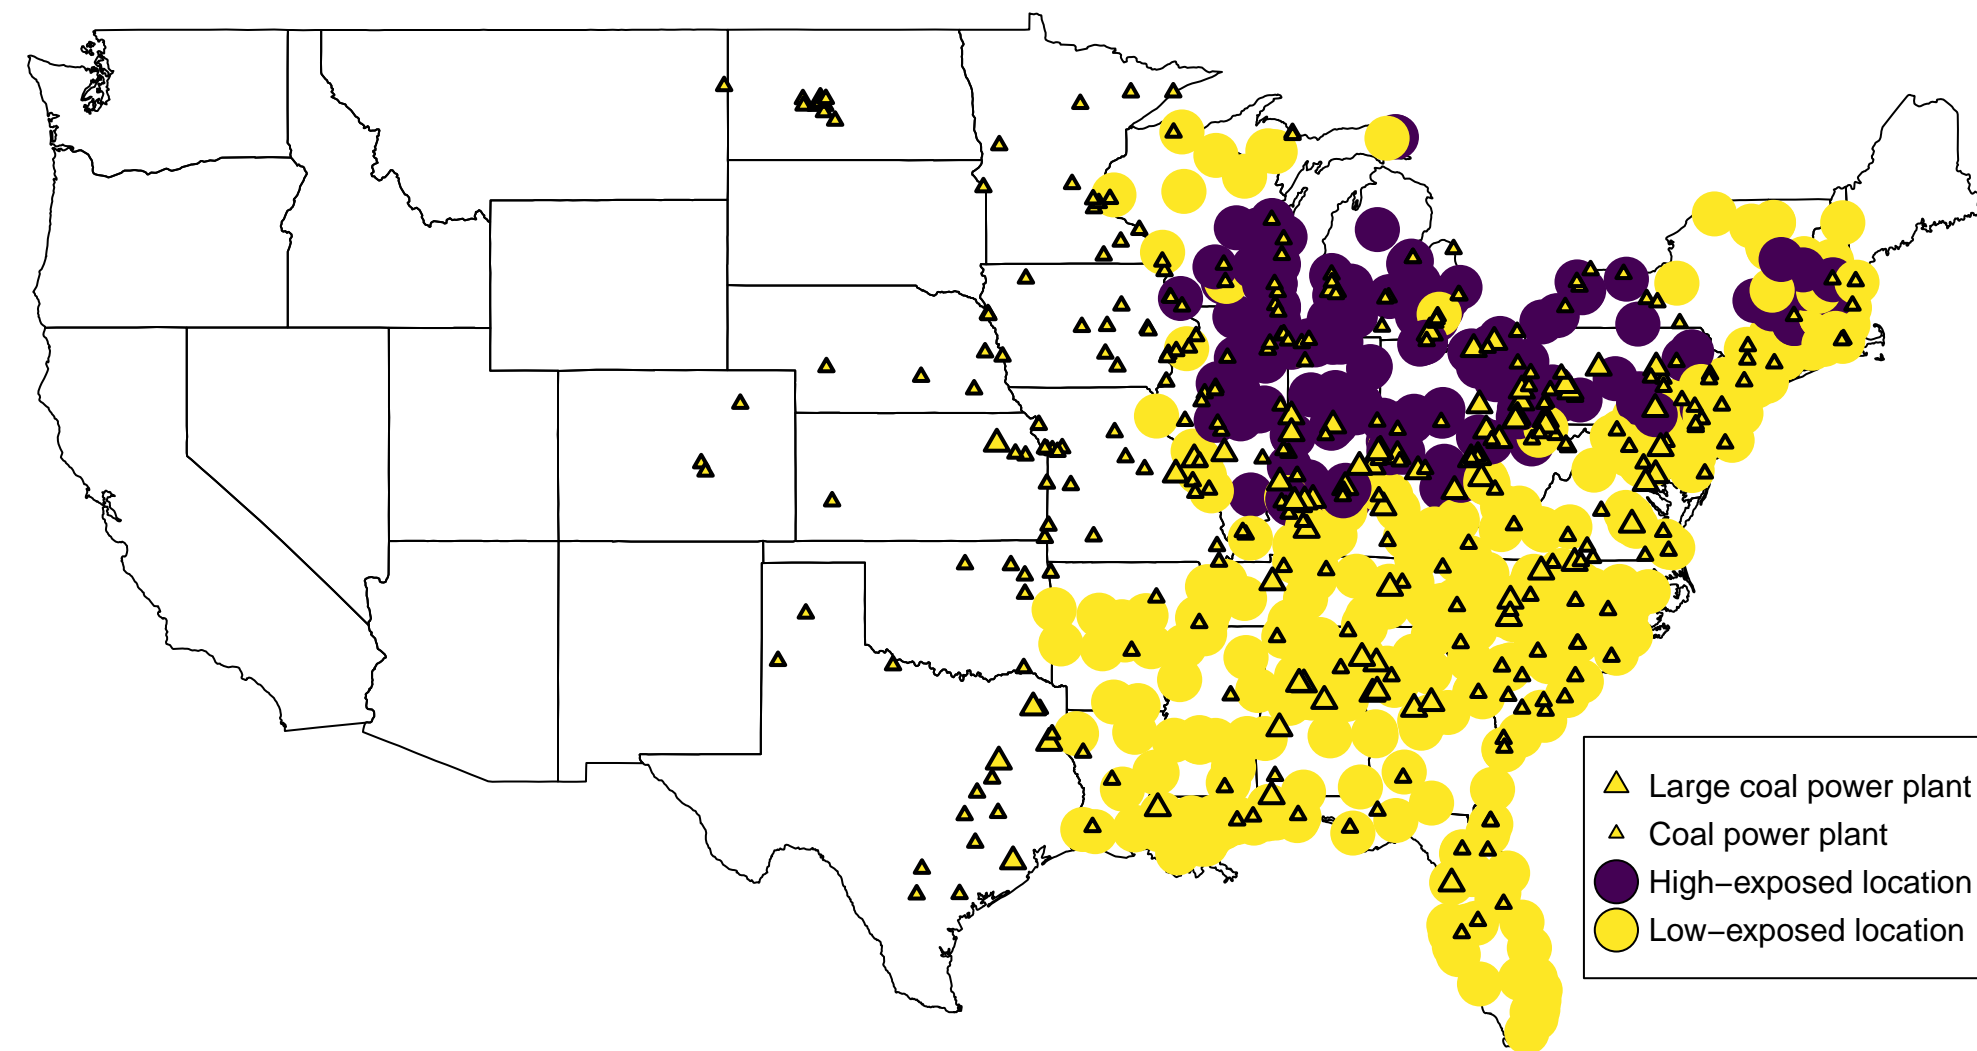 Large coal power plant
Coal power plant
High−exposed location
Low−exposed location